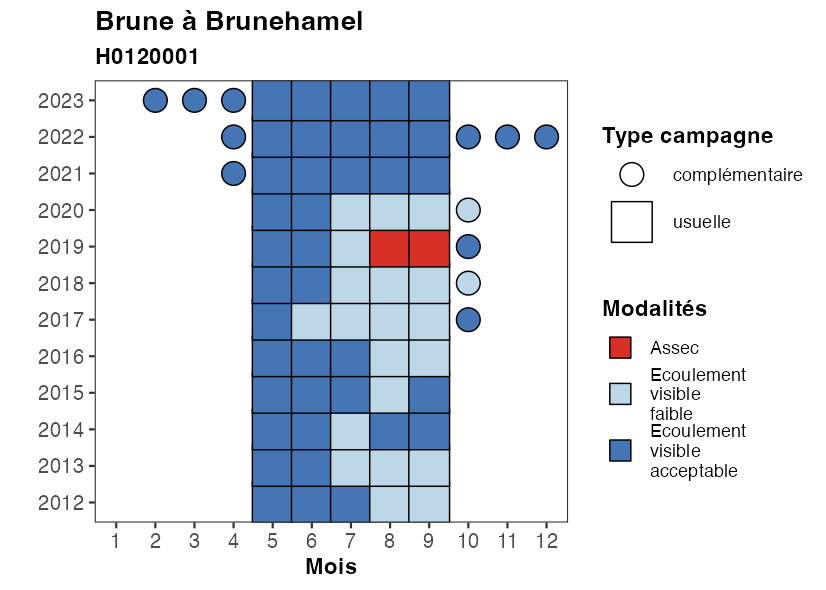 Brune à Brunehamel
H0120001
2023
2022
2021
2020
2019
2018
2017
2016
2015
2014
2013
2012
1 2 3 4 5 6 7 8 9 10 11 12
Mois
Type campagne
complémentaire
usuelle
Modalités
Assec
Ecoulement
visible
faible
Ecoulement
visible
acceptable